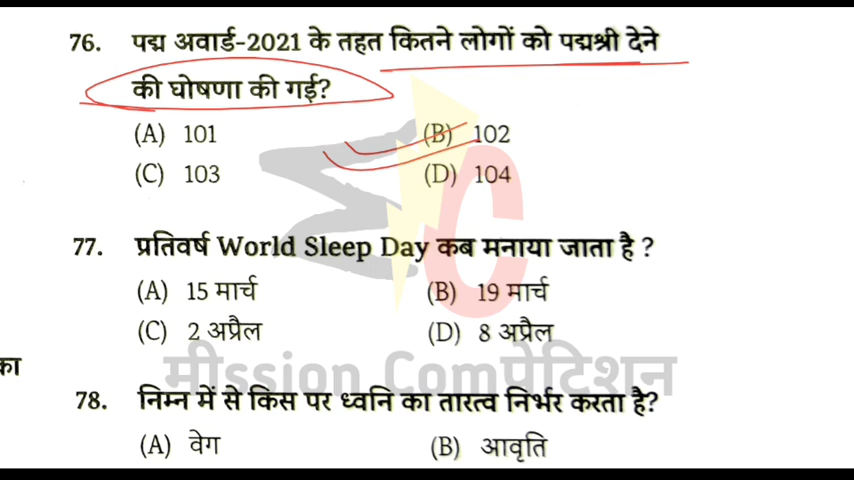 76. पद्म अवार्ड-2021 के तहत कितने लोगों को पद्मश्री देने
की घोषणा की गई?
(A) 101 (B) 102
(C) 103 (D) 104
77. प्रतिवर्ष World Sleep Day कब मनाया जाता है ?
(A) 15 मार्च (B) 19 मार्च
(C) 2 अप्रैल (D) 8 अप्रैल
का
मीssion Comपेटिशन
78. निम्न में से किस पर ध्वनि का तारत्व निर्भर करता है?
(A) वेग (B) आवृति